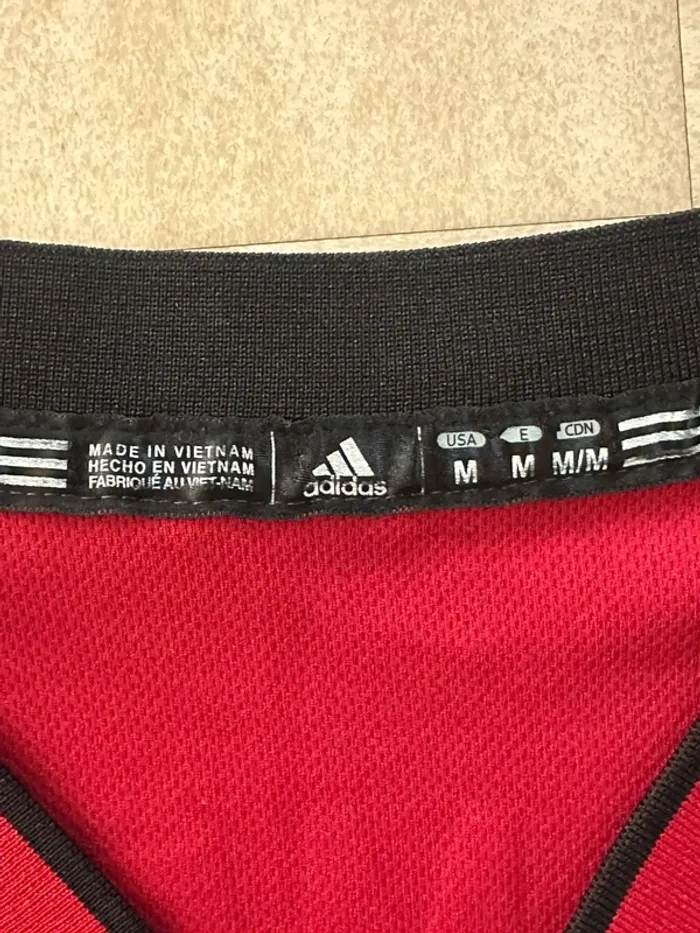 MADE IN VIETNAM
HECHO EN VIETNAM
FABRIQUÉ AU VIET-NAM
adidas
USA E CDN
M M M/M